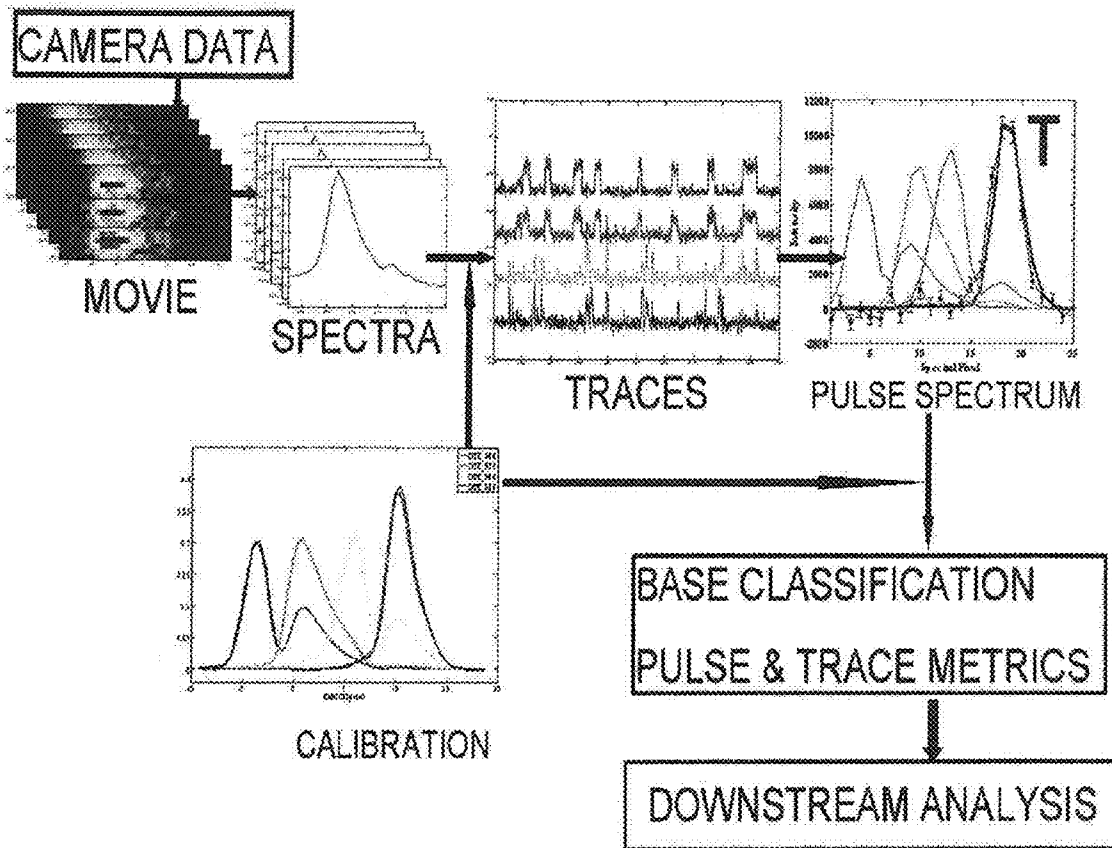 CAMERA DATA
MOVIE
SPECTRA
TRACES
T
PULSE SPECTRUM
CALIBRATION
BASE CLASSIFICATION
PULSE & TRACE METRICS
DOWNSTREAM ANALYSIS